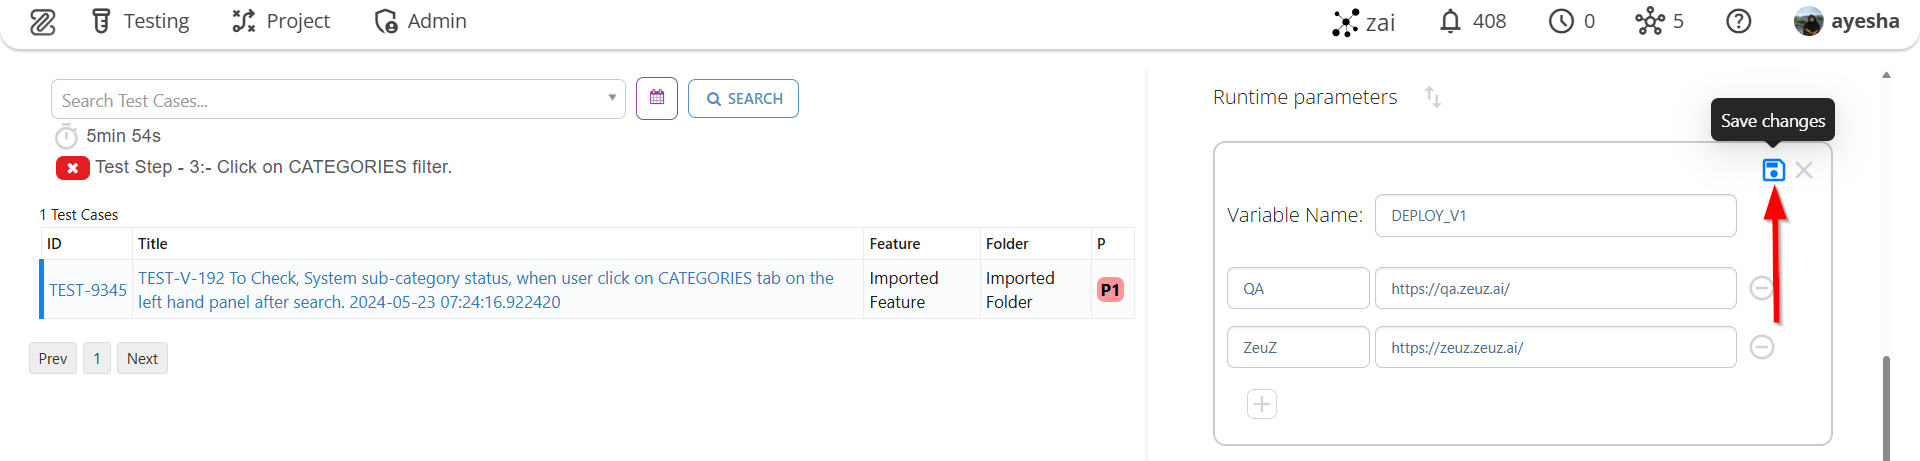 Testing Project Admin zai 408 0 5 ayesha
Search Test Cases... SEARCH
5min 54s
Test Step - 3:- Click on CATEGORIES filter.
1 Test Cases
ID Title Feature Folder P
TEST-9345 TEST-V-192 To Check, System sub-category status, when user click on CATEGORIES tab on the left hand panel after search. 2024-05-23 07:24:16.922420 Imported Feature Imported Folder P1
Prev 1 Next
Runtime parameters
Save changes
Variable Name: DEPLOY_V1
QA https://qa.zeuz.ai/
ZeuZ https://zeuz.zeuz.ai/